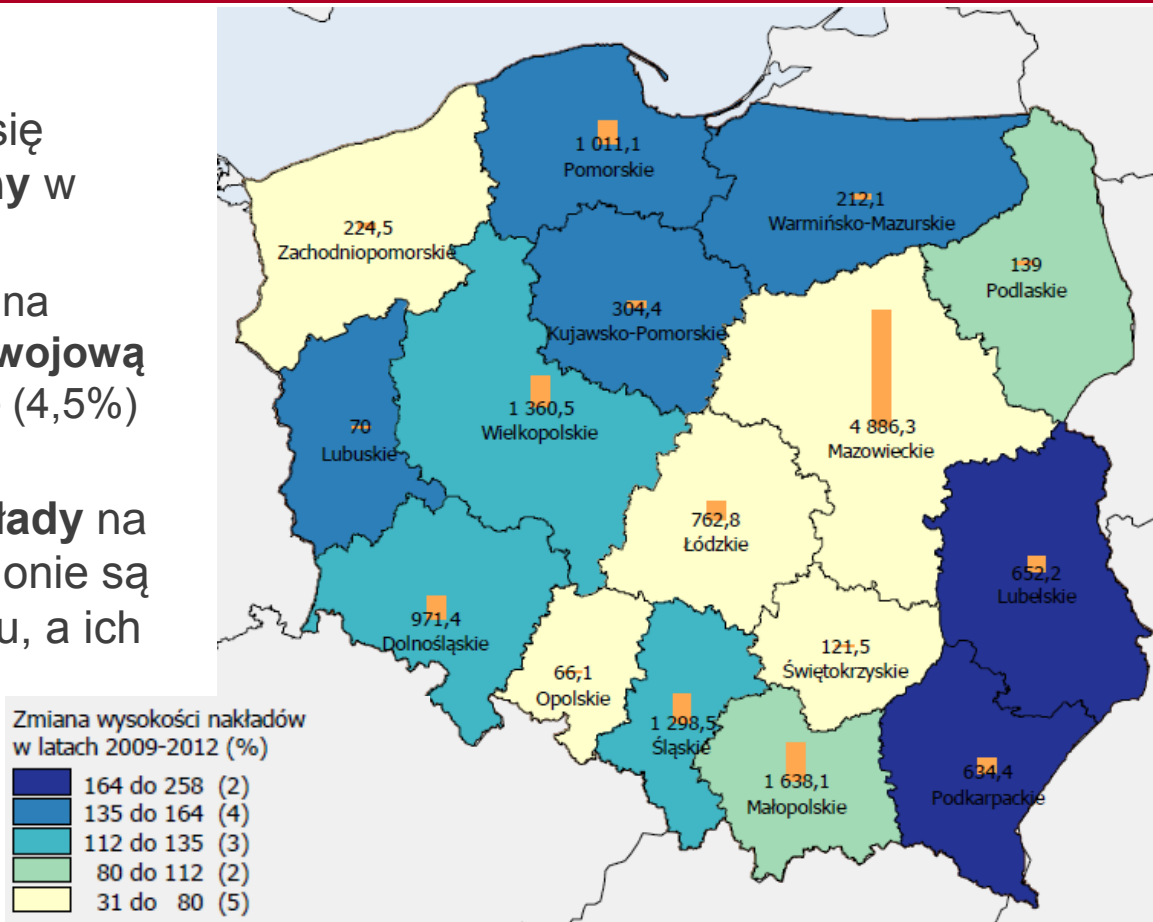 się
ny w
na
wojową
(4,5%)
kłady na
onie są
u, a ich
1 011,1
Pomorskie
212,1
Warmińsko-Mazurskie
224,5
Zachodniopomorskie
139
Podlaskie
304,4
Kujawsko-Pomorskie
1 360,5
Wielkopolskie
4 886,3
Mazowieckie
70
Lubuskie
762,8
Łódzkie
652,2
Lubelskie
971,4
Dolnośląskie
121,5
Świętokrzyskie
66,1
Opolskie
1 298,5
Śląskie
1 638,1
Małopolskie
634,4
Podkarpackie
Zmiana wysokości nakładów
w latach 2009-2012 (%)
164 do 258 (2)
135 do 164 (4)
112 do 135 (3)
80 do 112 (2)
31 do 80 (5)